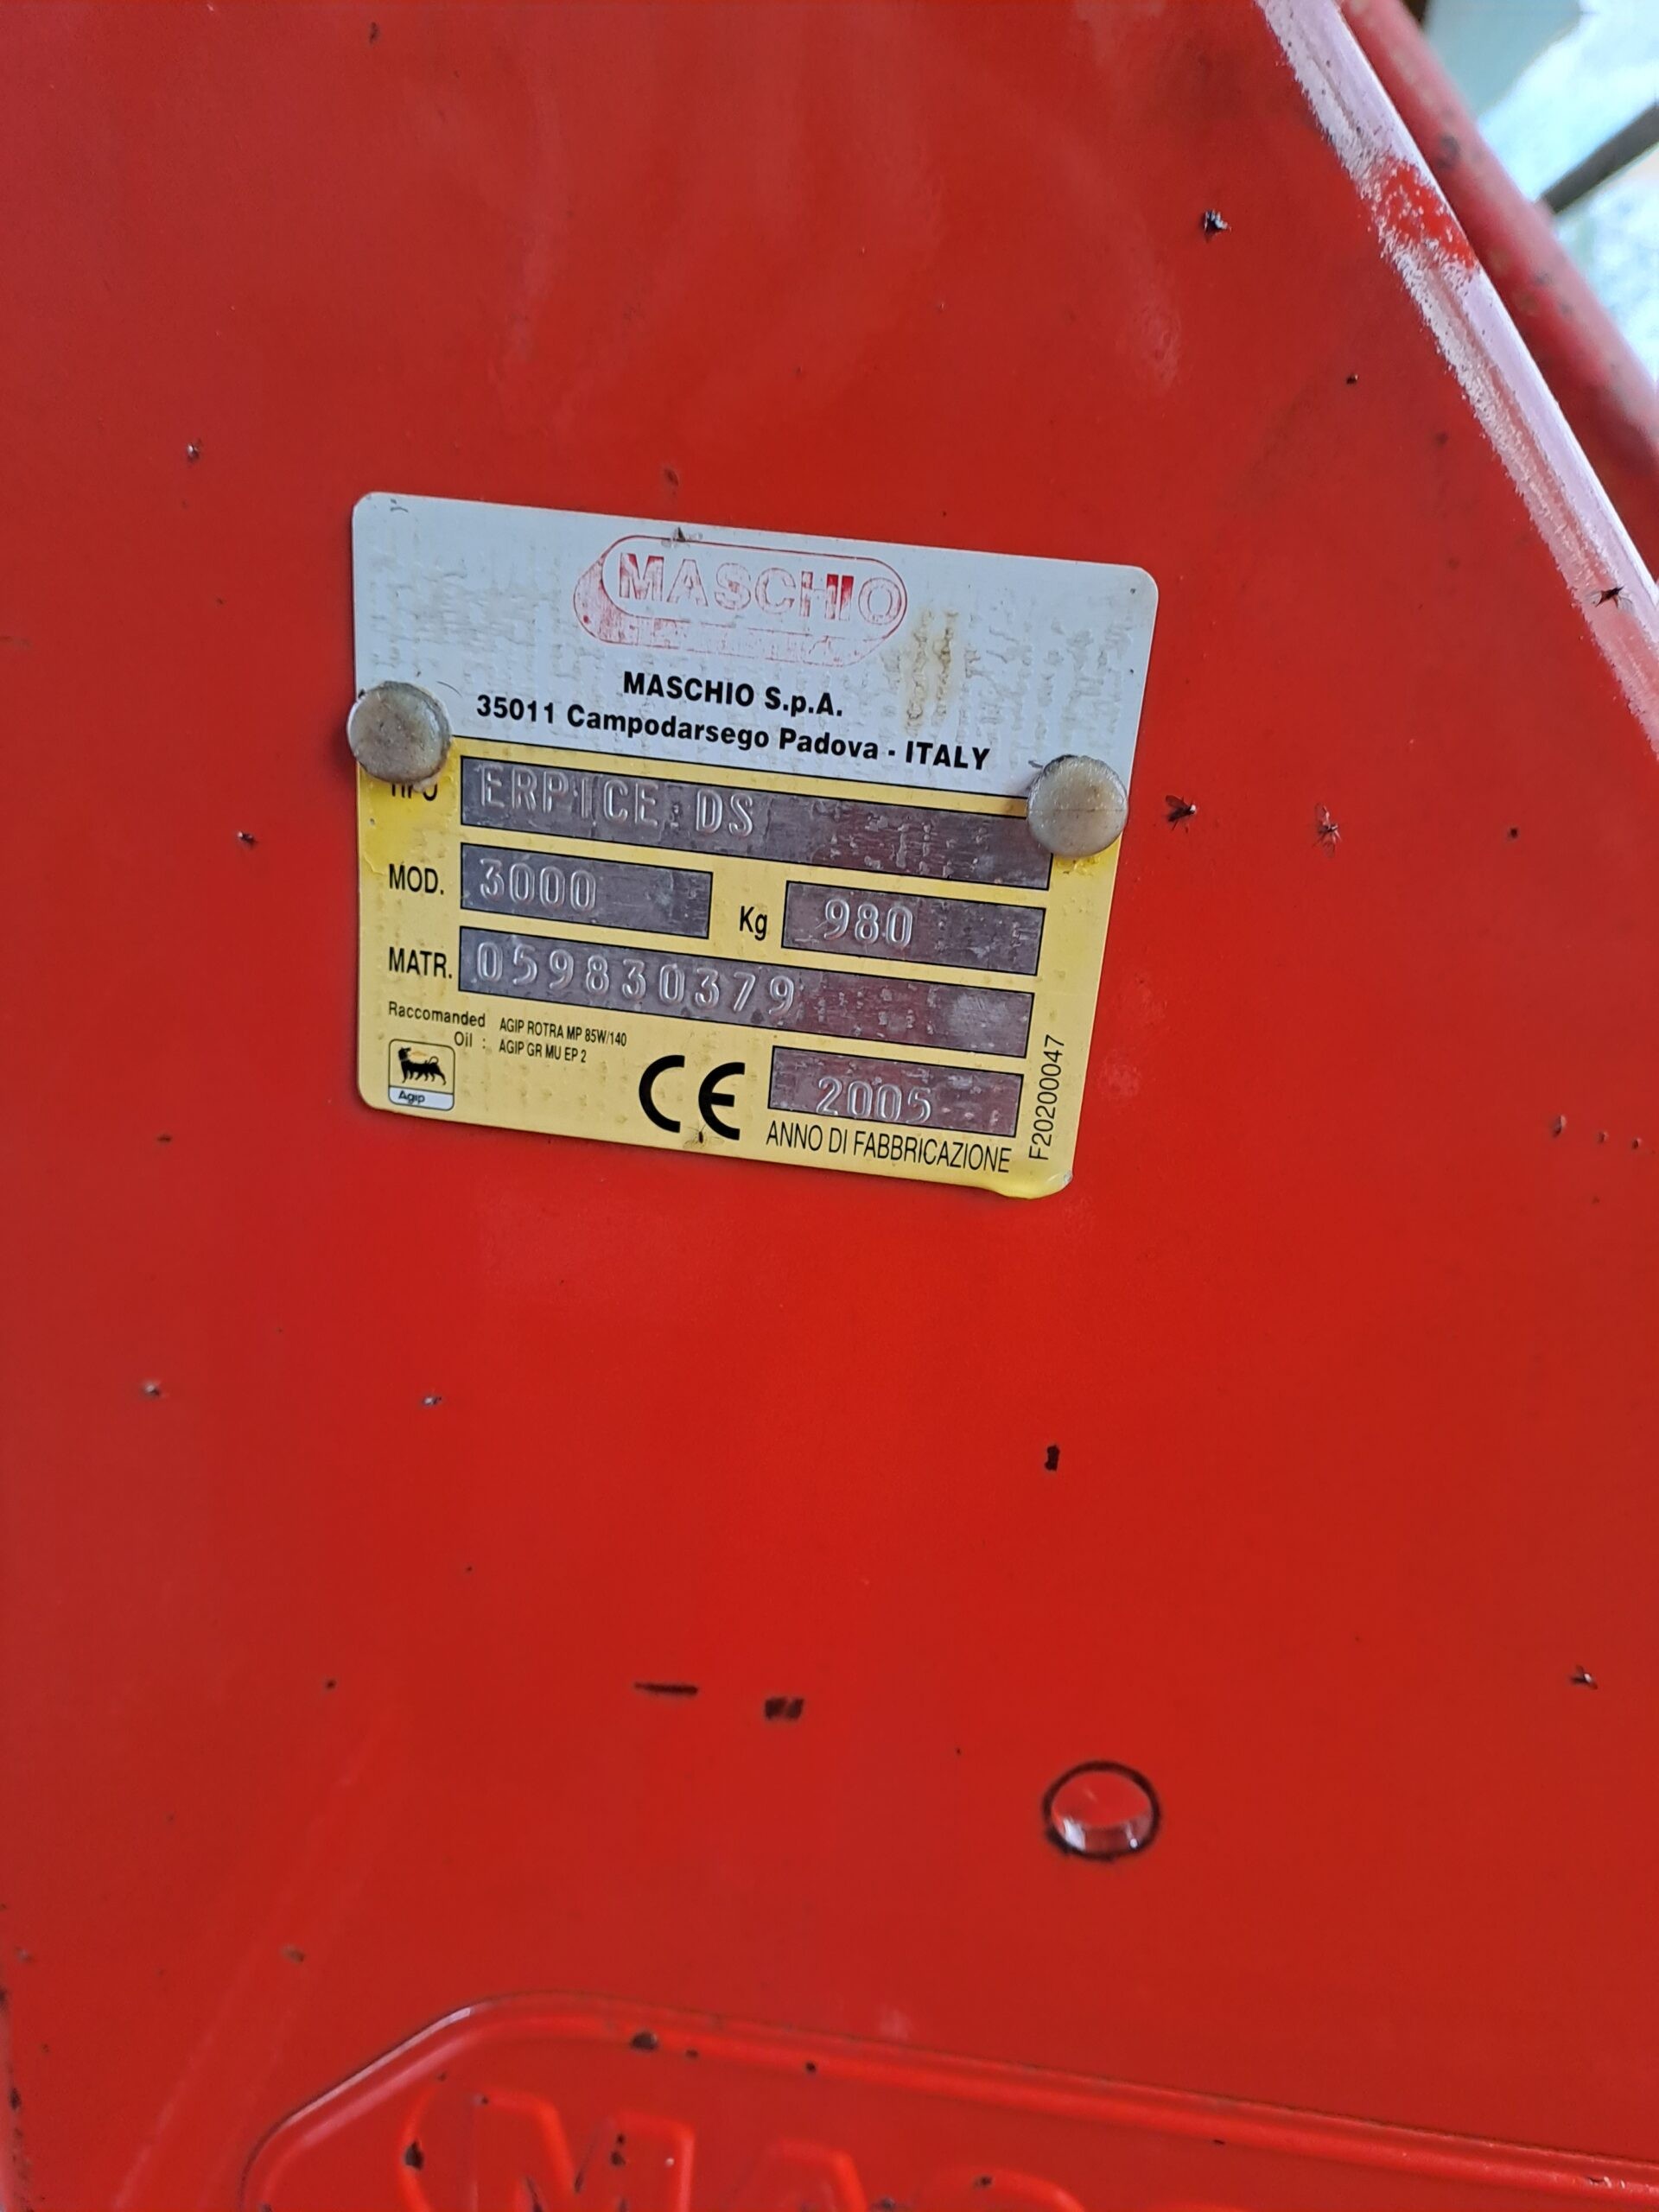 MASCHIO
MASCHIO S.p.A.
35011 Campodarsego Padova - ITALY
TIPO ERPICE DS
MOD. 3000 Kg 980
MATR. 059830379
Raccomanded Oil : AGIP ROTRA MP 85W/140
AGIP GR MU EP 2
Agip
CE
2005
ANNO DI FABBRICAZIONE
F20200047